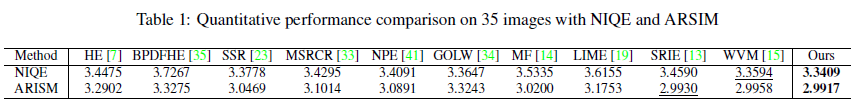 Table 1: Quantitative performance comparison on 35 images with NIQE and ARSIM
Method HE [7] BPDFHE [35] SSR [23] MSRCR [33] NPE [41] GOLW [34] MF [14] LIME [19] SRIE [13] WVM [15] Ours
NIQE 3.4475 3.7267 3.3778 3.4295 3.4091 3.3647 3.5335 3.6155 3.4590 3.3594 3.3409
ARISM 3.2902 3.3275 3.0469 3.1014 3.0891 3.3243 3.0200 3.1753 2.9930 2.9958 2.9917